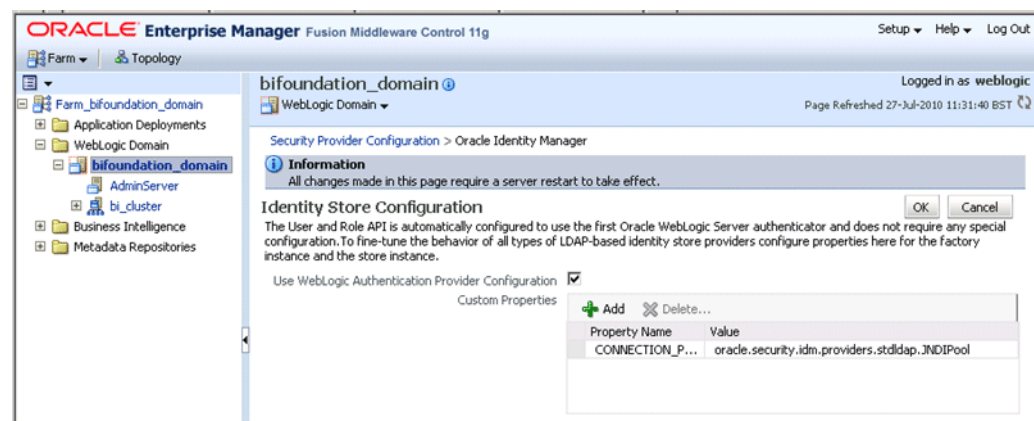 ORACLE Enterprise Manager Fusion Middleware Control 11g
Setup Help Log Out
Farm Topology
Farm_bifoundation_domain
Application Deployments
WebLogic Domain
bifoundation_domain
AdminServer
bi_cluster
Business Intelligence
Metadata Repositories
bifoundation_domain
Logged in as weblogic
WebLogic Domain
Page Refreshed 27-Jul-2010 11:31:40 BST
Security Provider Configuration > Oracle Identity Manager
Information
All changes made in this page require a server restart to take effect.
Identity Store Configuration
OK Cancel
The User and Role API is automatically configured to use the first Oracle WebLogic Server authenticator and does not require any special
configuration.To fine-tune the behavior of all types of LDAP-based identity store providers configure properties here for the factory
instance and the store instance.
Use WebLogic Authentication Provider Configuration
Custom Properties
Add Delete...
Property Name Value
CONNECTION_P... oracle.security.idm.providers.stdldap.JNDIPool